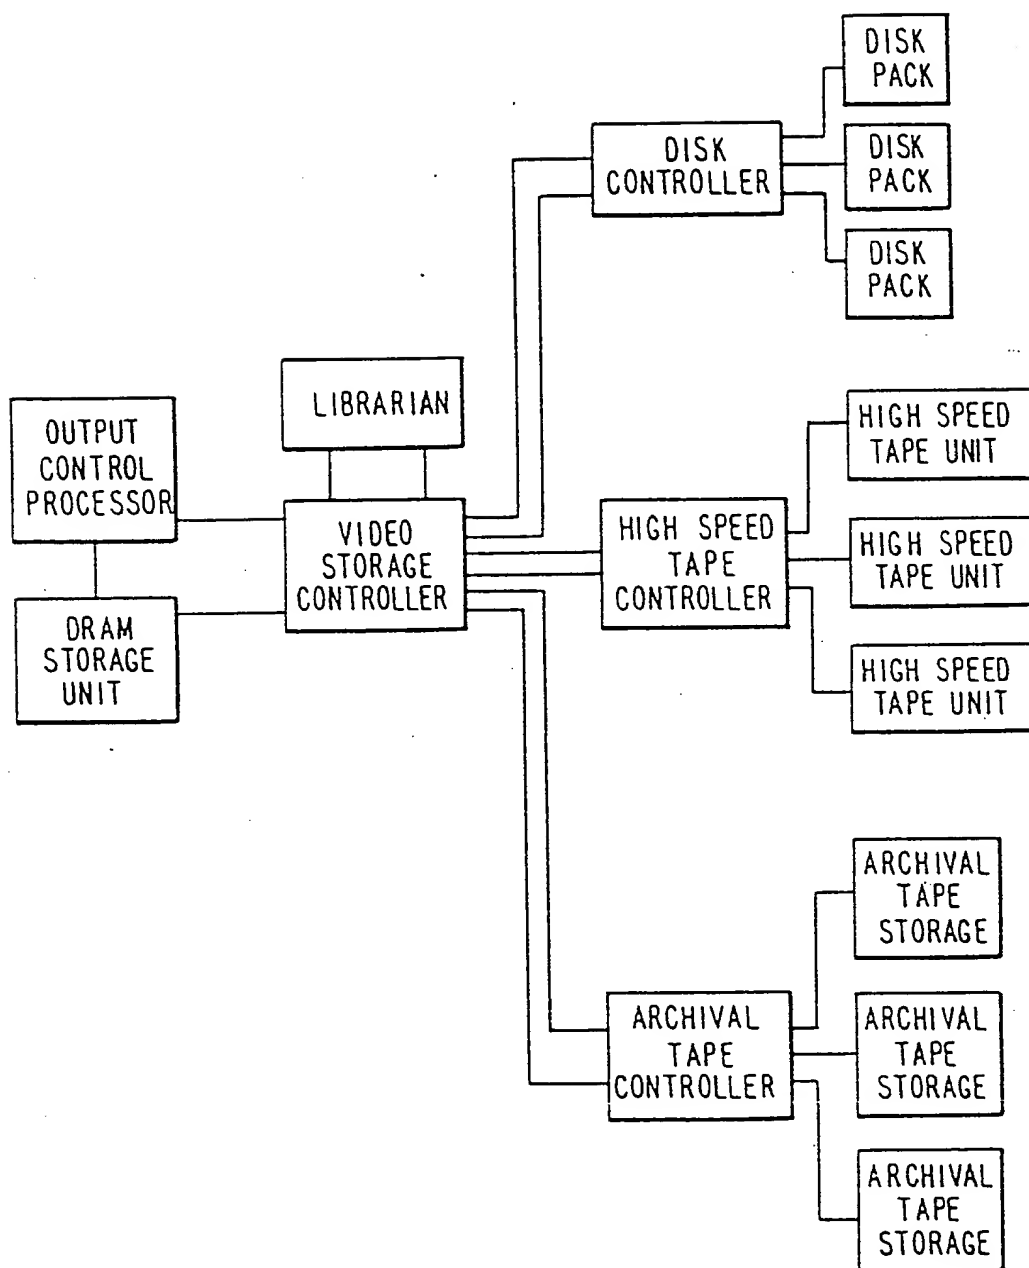 DISK
PACK
DISK
CONTROLLER
DISK
PACK
DISK
PACK
LIBRARIAN
OUTPUT
CONTROL
PROCESSOR
VIDEO
STORAGE
CONTROLLER
DRAM
STORAGE
UNIT
HIGH SPEED
TAPE
CONTROLLER
HIGH SPEED
TAPE UNIT
HIGH SPEED
TAPE UNIT
HIGH SPEED
TAPE UNIT
ARCHIVAL
TAPE
CONTROLLER
ARCHIVAL
TAPE
STORAGE
ARCHIVAL
TAPE
STORAGE
ARCHIVAL
TAPE
STORAGE